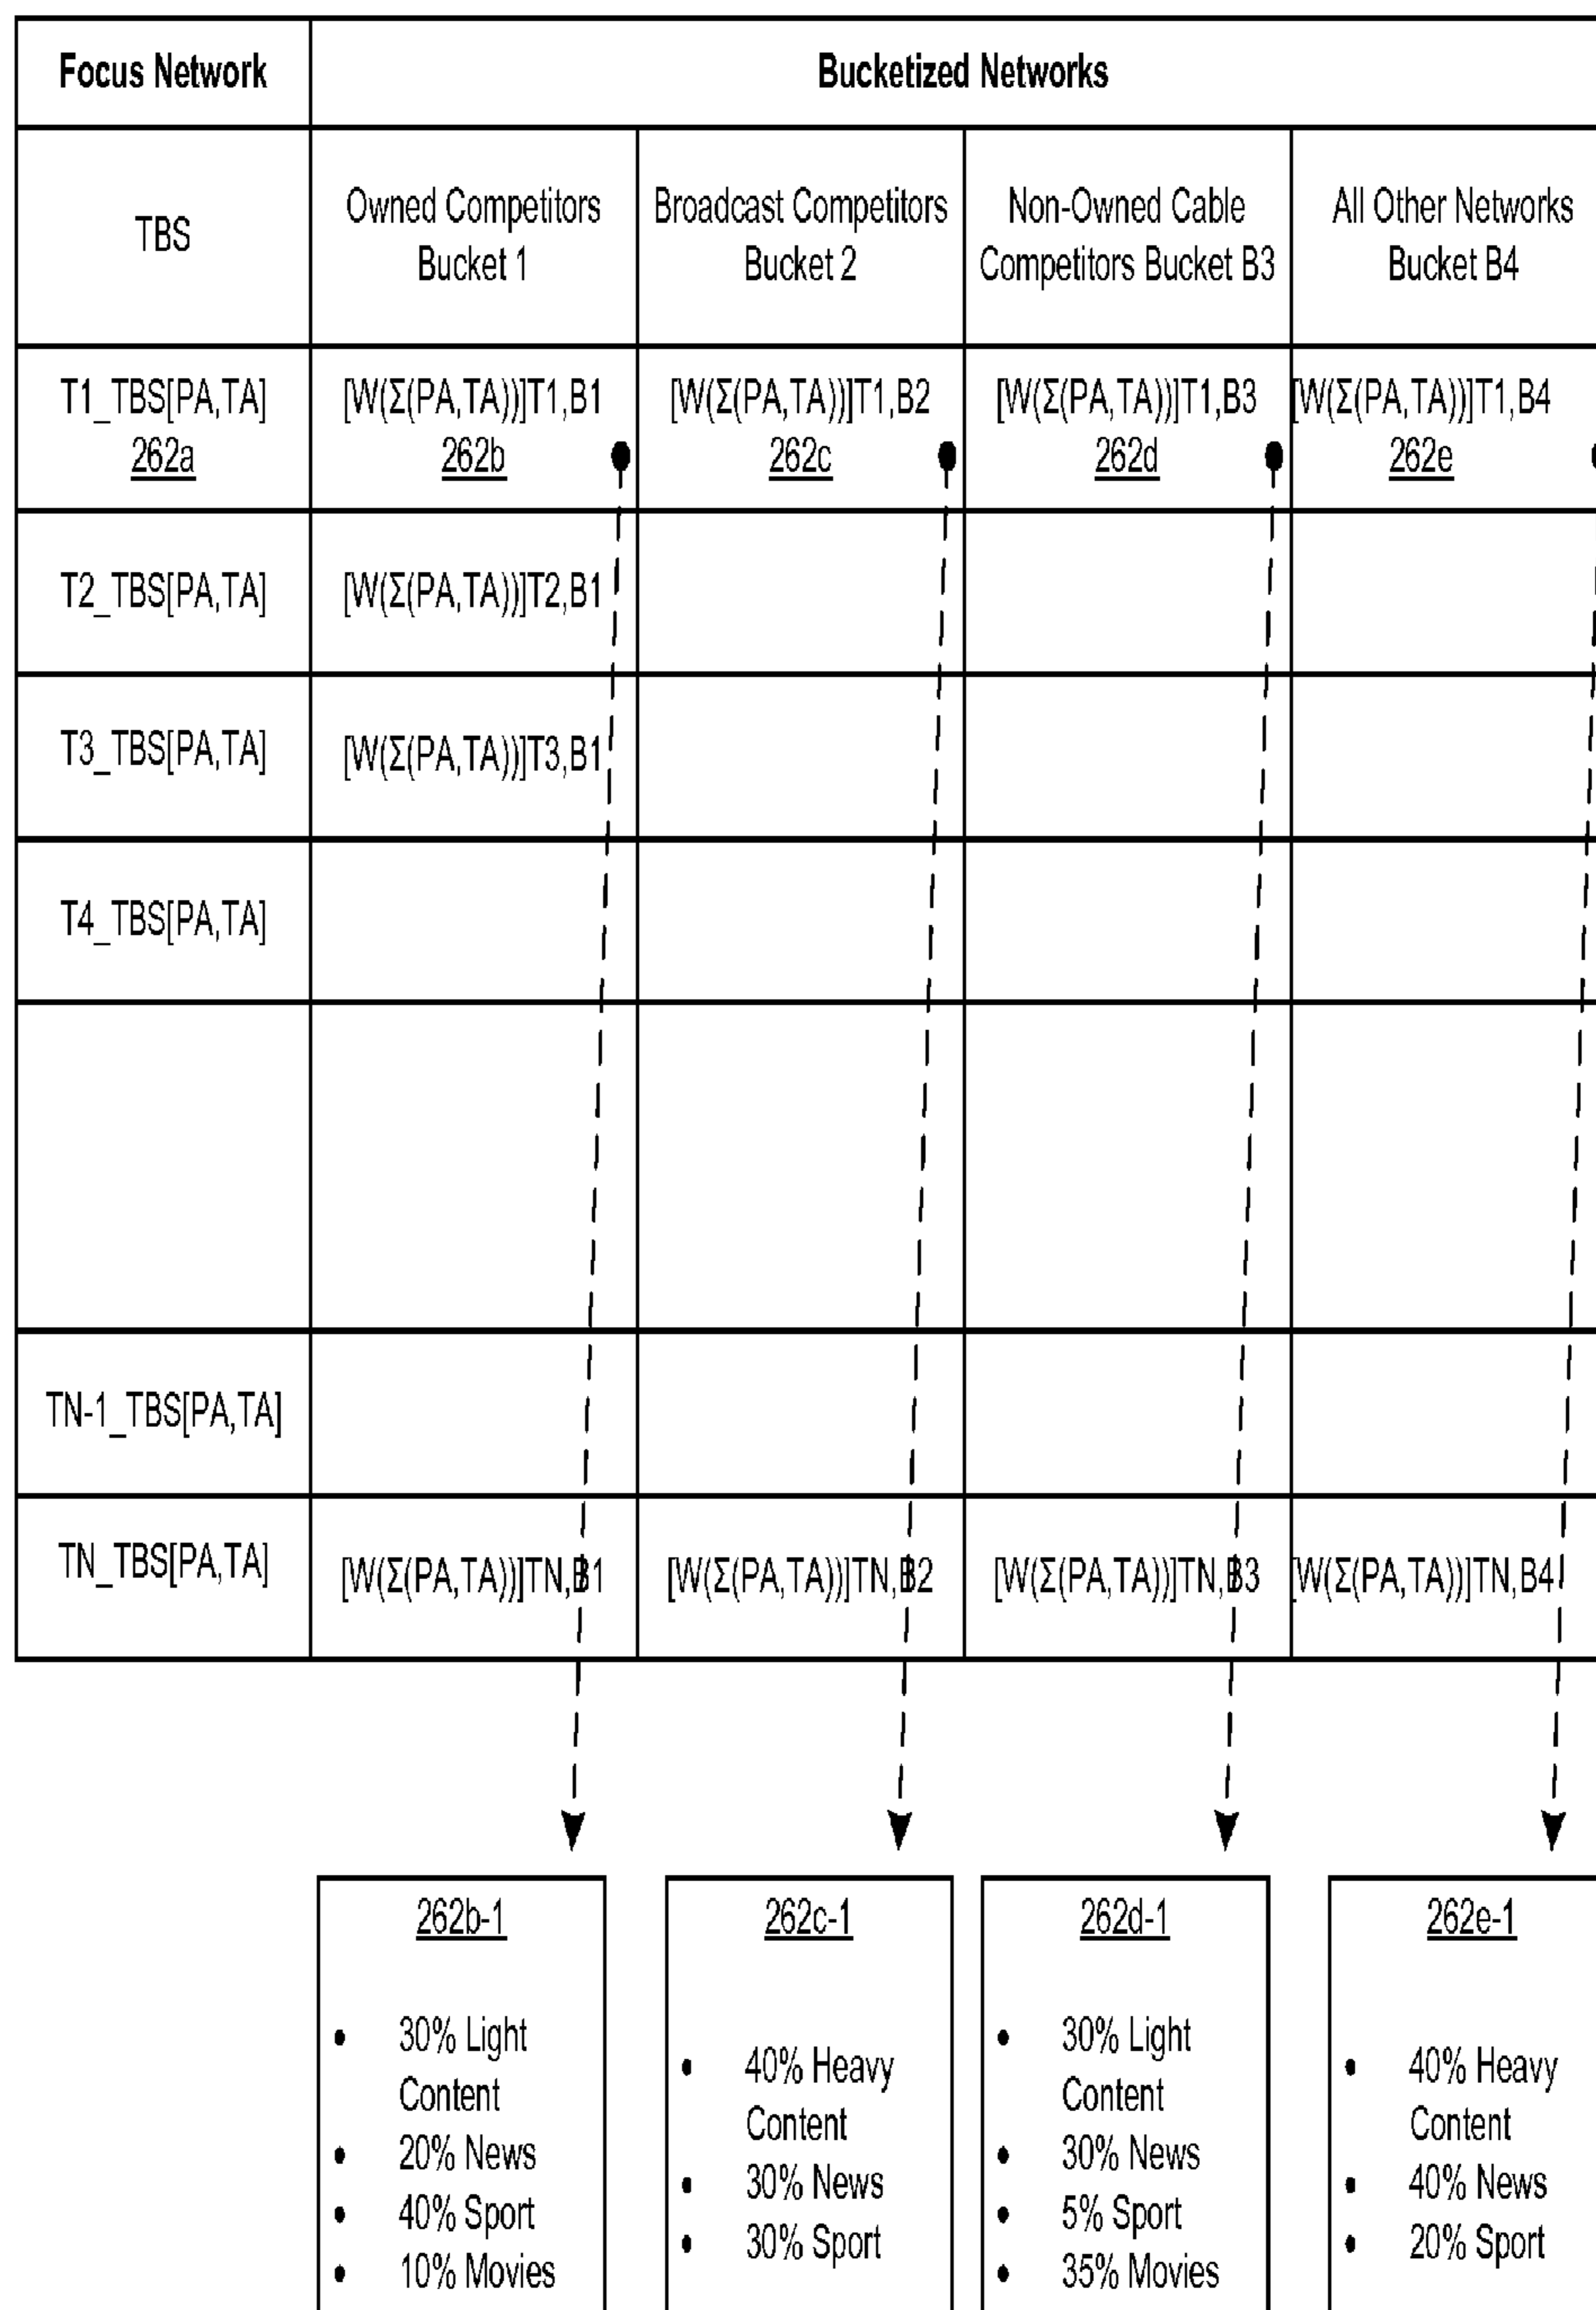 Focus Network
Bucketized Networks
TBS
Owned Competitors
Bucket 1
Broadcast Competitors
Bucket 2
Non-Owned Cable
Competitors Bucket B3
All Other Networks
Bucket B4
T1_TBS[PA,TA]
262a
[W(Σ(PA,TA))]T1,B1
262b
[W(Σ(PA,TA))]T1,B2
262c
[W(Σ(PA,TA))]T1,B3
262d
[W(Σ(PA,TA))]T1,B4
262e
T2_TBS[PA,TA]
[W(Σ(PA,TA))]T2,B1
T3_TBS[PA,TA]
[W(Σ(PA,TA))]T3,B1
T4_TBS[PA,TA]
TN-1_TBS[PA,TA]
TN_TBS[PA,TA]
[W(Σ(PA,TA))]TN,B1
[W(Σ(PA,TA))]TN,B2
[W(Σ(PA,TA))]TN,B3
[W(Σ(PA,TA))]TN,B4
262b-1
• 30% Light
Content
• 20% News
• 40% Sport
• 10% Movies
262c-1
• 40% Heavy
Content
• 30% News
• 30% Sport
262d-1
• 30% Light
Content
• 30% News
• 5% Sport
• 35% Movies
262e-1
• 40% Heavy
Content
• 40% News
• 20% Sport